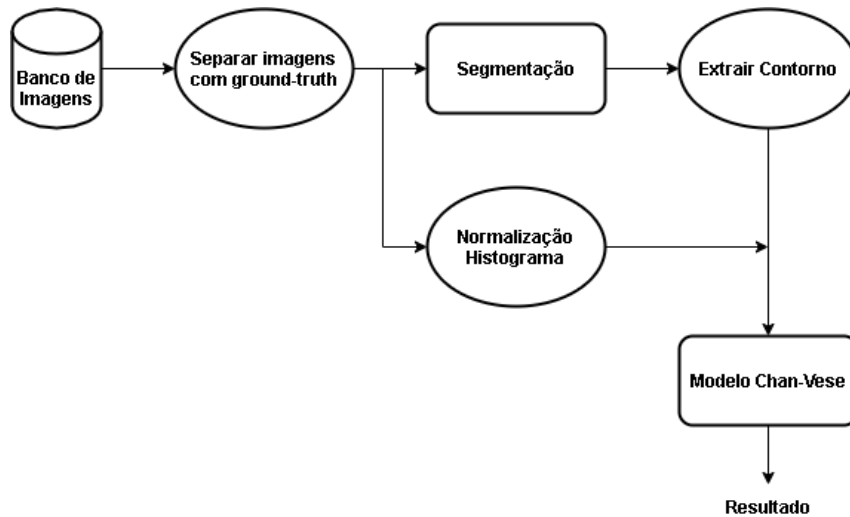 Banco de
Imagens
Separar imagens
com ground-truth
Segmentação
Extrair Contorno
Normalização
Histograma
Modelo Chan-Vese
Resultado